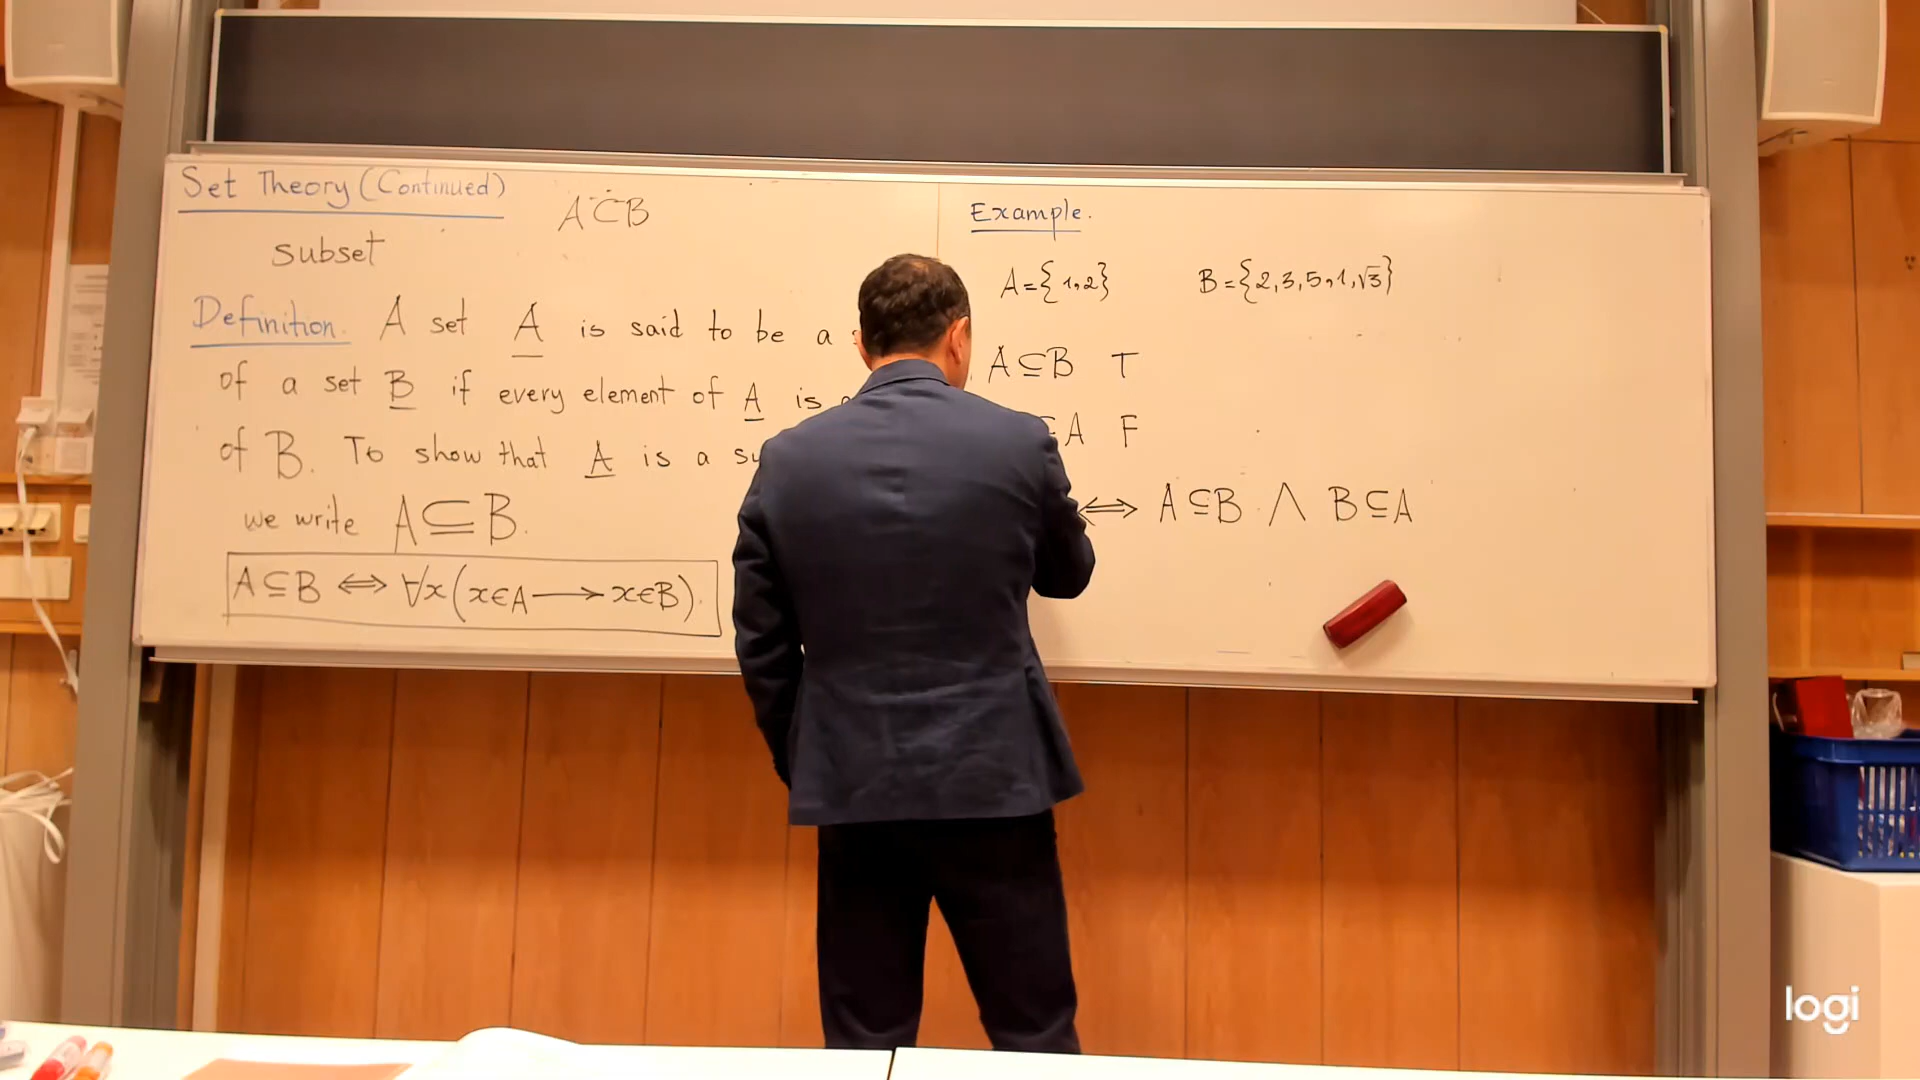 Set Theory (Continued)
A ⊂ B
subset
Definition. A set A is said to be a
of a set B if every element of A is
of B. To show that A is a su
we write A ⊆ B.
A ⊆ B ⟺ ∀x (x ∈ A ⟶ x ∈ B).
Example.
A = {1, 2} B = {2, 3, 5, 1, √3}
A ⊆ B T
⊆ A F
⟺ A ⊆ B ∧ B ⊆ A
logi